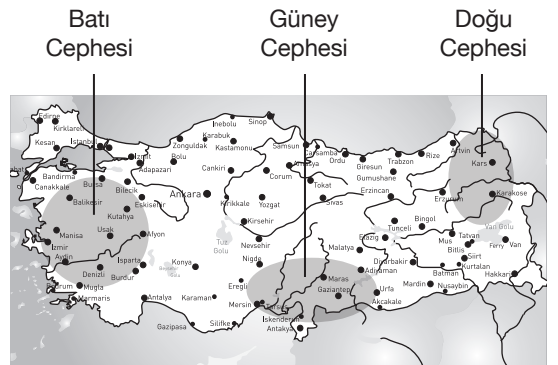 Batı
Cephesi
Güney
Cephesi
Doğu
Cephesi
Edirne
Kirklareli
Kesan
Istanbul
Izmit
Adapazari
Bandirma
Canakkale
Bursa
Bilecik
Balikesir
Eskisehir
Kutahya
Manisa
Usak
Afyon
Izmir
Aydin
Denizli
Isparta
Burdur
Bodrum
Mugla
Marmaris
Antalya
Zonguldak
Bolu
Karabuk
Kastamonu
Inebolu
Sinop
Cankiri
Ankara
Kirikkale
Corum
Yozgat
Kirsehir
Tuz
Golu
Nevsehir
Nigde
Konya
Eregli
Karaman
Mersin
Tarsus
Silifke
Gazipasa
Samsun
Carsamba
Ordu
Giresun
Amasya
Tokat
Sivas
Trabzon
Rize
Artvin
Gumushane
Erzincan
Erzurum
Kars
Karakose
Tunceli
Bingol
Elazig
Malatya
Mus
Tatvan
Bitlis
Van Gölu
Ferry
Van
Siirt
Kurtalan
Batman
Hakkari
Diyarbakir
Adiyaman
Maras
Gaziantep
Urfa
Akcakale
Mardin
Nusaybin
Iskenderun
Antakya